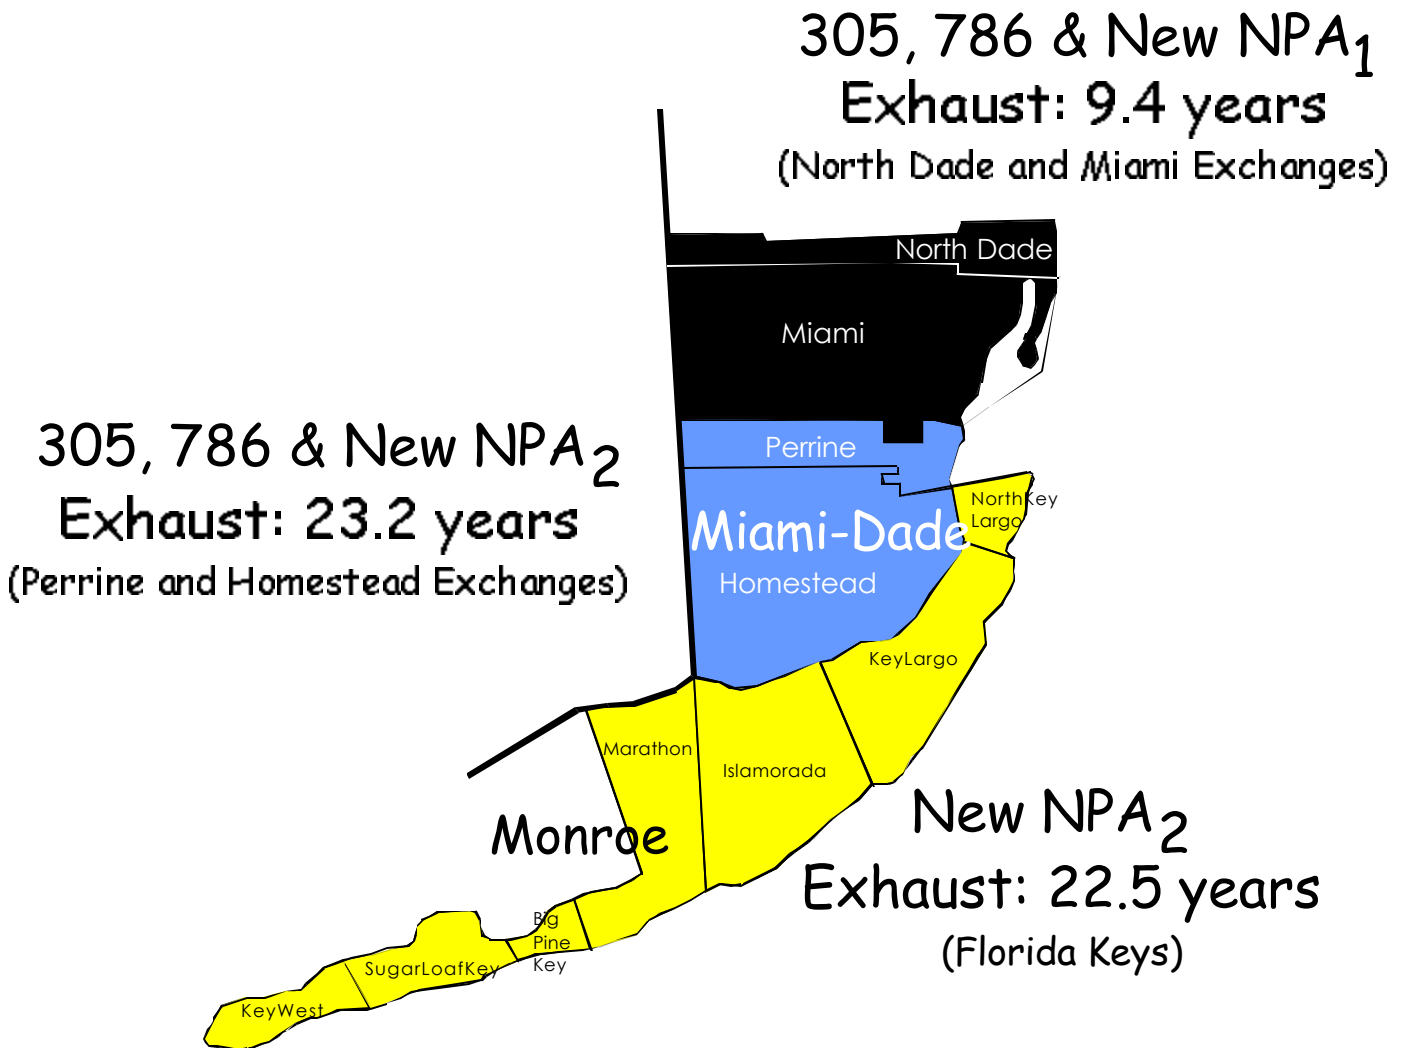 305, 786 & New NPA1
Exhaust: 9.4 years
(North Dade and Miami Exchanges)
North Dade
Miami
305, 786 & New NPA2
Exhaust: 23.2 years
(Perrine and Homestead Exchanges)
Perrine
NorthKey
Largo
Miami-Dade
Homestead
KeyLargo
Marathon
Islamorada
Monroe
New NPA2
Exhaust: 22.5 years
(Florida Keys)
Big
Pine
Key
SugarLoafKey
KeyWest